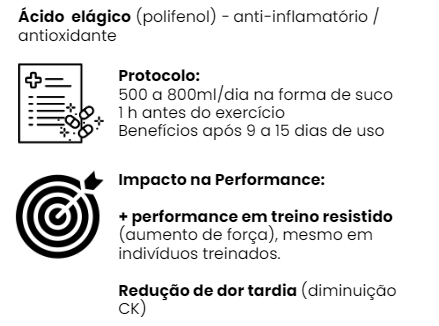 Ácido elágico (polifenol) - anti-inflamatório /
antioxidante
Protocolo:
500 a 800ml/dia na forma de suco
1 h antes do exercício
Benefícios após 9 a 15 dias de uso
Impacto na Performance:
+ performance em treino resistido
(aumento de força), mesmo em
indivíduos treinados.
Redução de dor tardia (diminuição
CK)